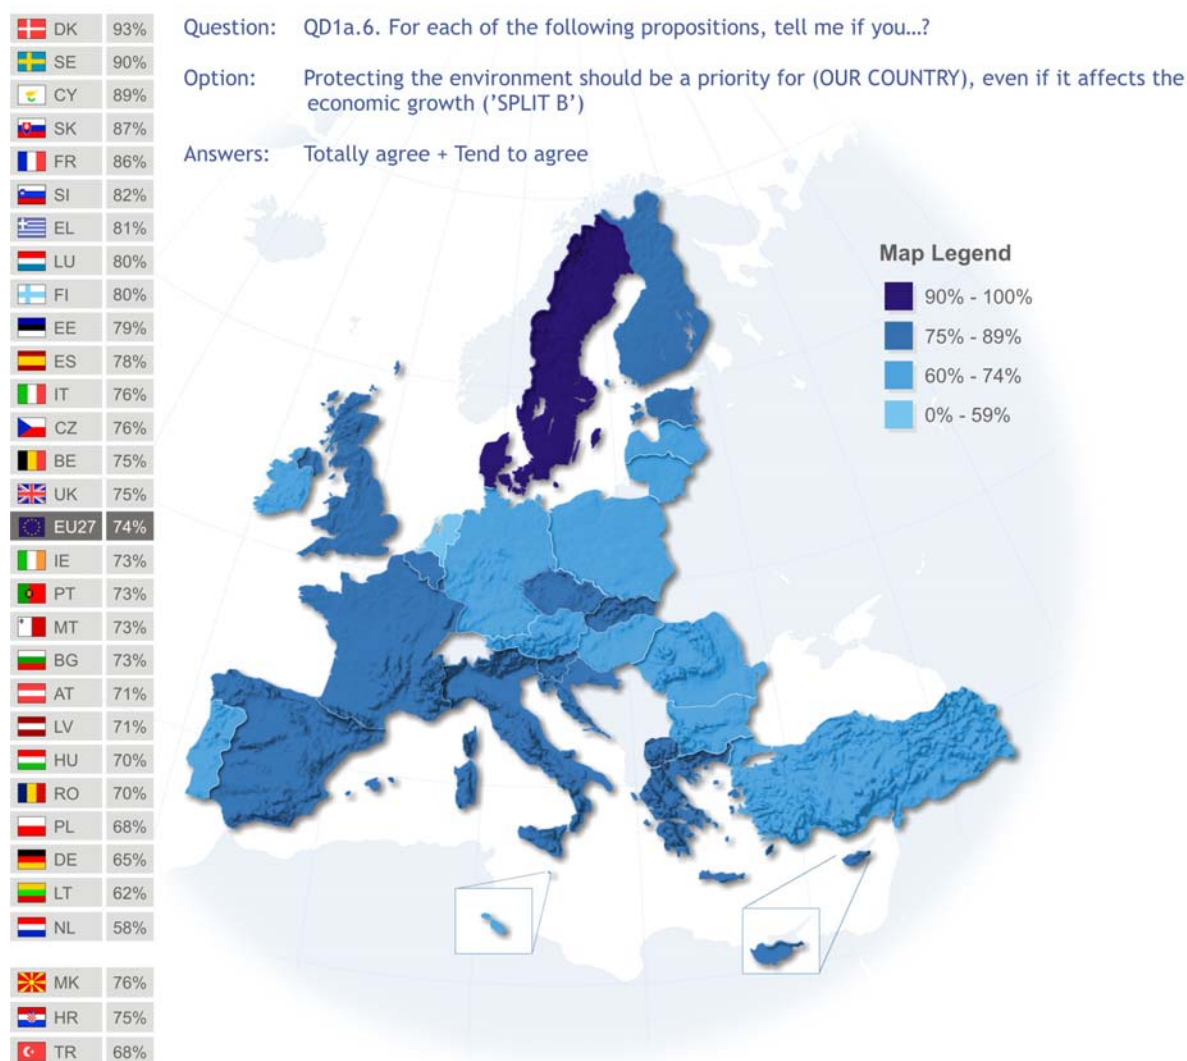 DK 93%
SE 90%
CY 89%
SK 87%
FR 86%
SI 82%
EL 81%
LU 80%
FI 80%
EE 79%
ES 78%
IT 76%
CZ 76%
BE 75%
UK 75%
EU27 74%
IE 73%
PT 73%
MT 73%
BG 73%
AT 71%
LV 71%
HU 70%
RO 70%
PL 68%
DE 65%
LT 62%
NL 58%
MK 76%
HR 75%
TR 68%
Question: QD1a.6. For each of the following propositions, tell me if you…?
Option: Protecting the environment should be a priority for (OUR COUNTRY), even if it affects the
economic growth (’SPLIT B’)
Answers: Totally agree + Tend to agree
Map Legend
90% - 100%
75% - 89%
60% - 74%
0% - 59%